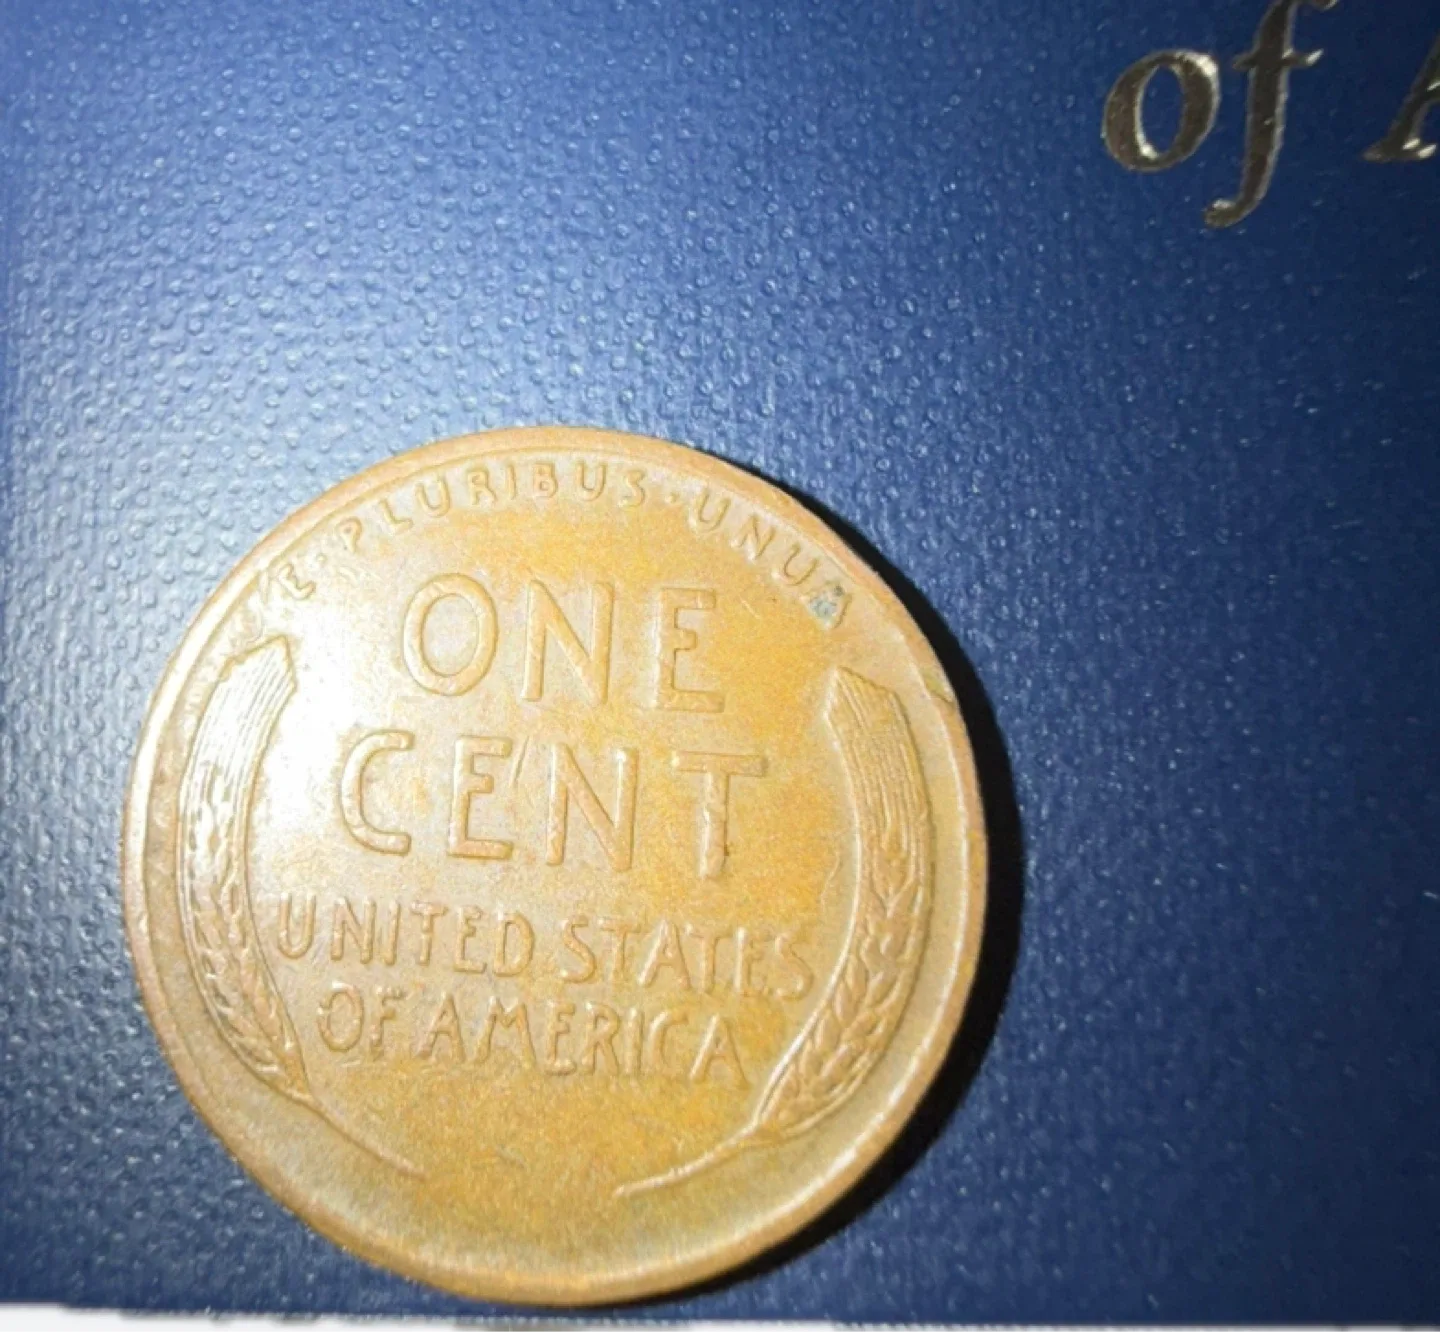 of A
E·PLURIBUS·UNUM
ONE
CENT
UNITED STATES
OF AMERICA